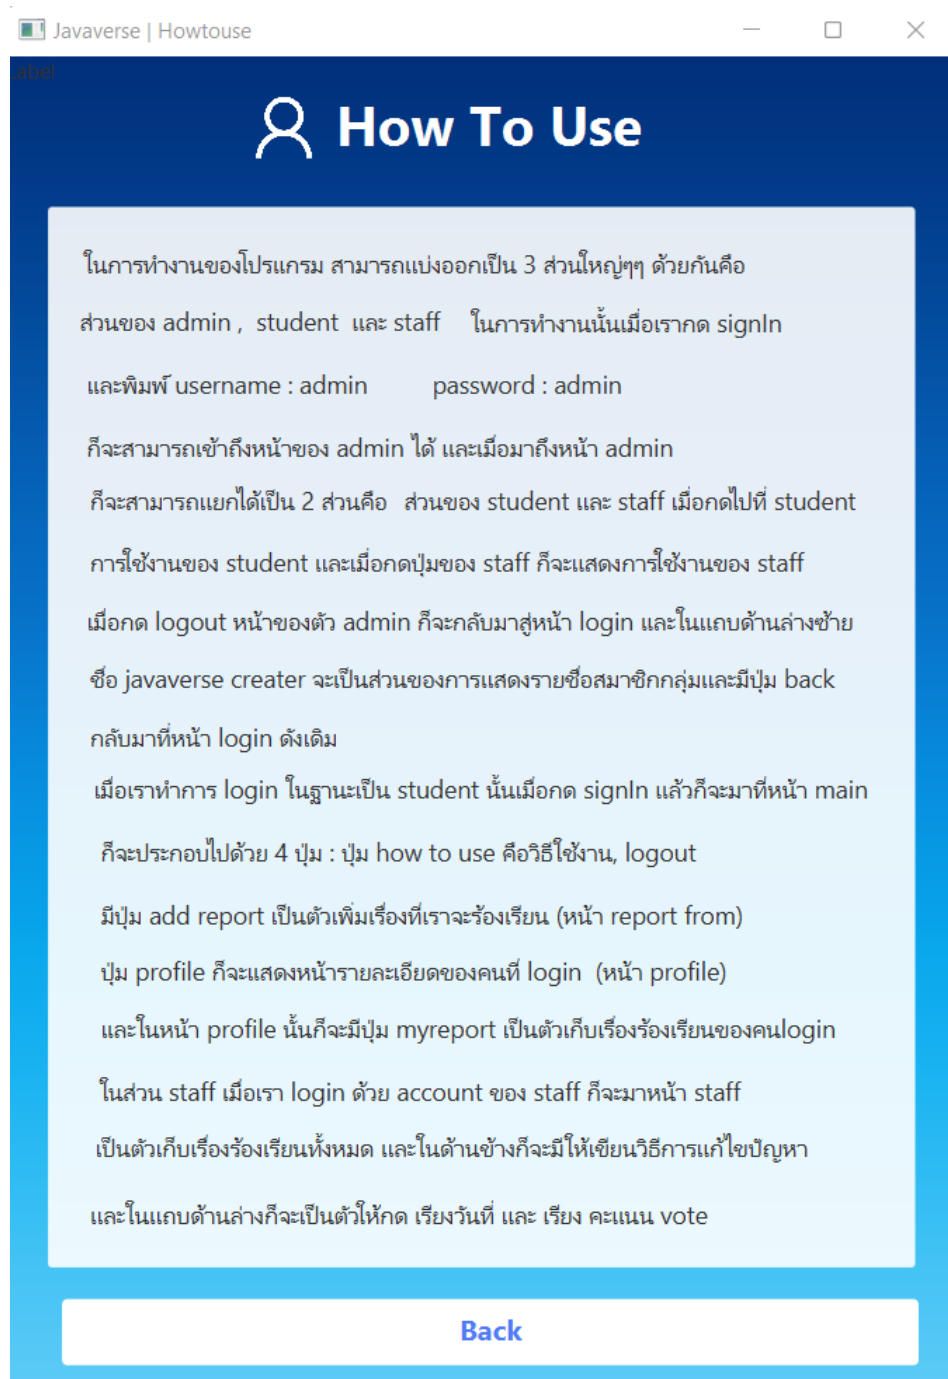 Javaverse | Howtouse
Label
How To Use
ในการทำงานของโปรแกรม สามารถแบ่งออกเป็น 3 ส่วนใหญ่ๆๆ ด้วยกันคือ
ส่วนของ admin , student และ staff ในการทำงานนั้นเมื่อเรากด signIn
และพิมพ์ username : admin password : admin
ก็จะสามารถเข้าถึงหน้าของ admin ได้ และเมื่อมาถึงหน้า admin
ก็จะสามารถแยกได้เป็น 2 ส่วนคือ ส่วนของ student และ staff เมื่อกดไปที่ student
การใช้งานของ student และเมื่อกดปุ่มของ staff ก็จะแสดงการใช้งานของ staff
เมื่อกด logout หน้าของตัว admin ก็จะกลับมาสู่หน้า login และในแถบด้านล่างซ้าย
ชื่อ javaverse creater จะเป็นส่วนของการแสดงรายชื่อสมาชิกกลุ่มและมีปุ่ม back
กลับมาที่หน้า login ดังเดิม
เมื่อเราทำการ login ในฐานะเป็น student นั้นเมื่อกด signIn แล้วก็จะมาที่หน้า main
ก็จะประกอบไปด้วย 4 ปุ่ม : ปุ่ม how to use คือวิธีใช้งาน, logout
มีปุ่ม add report เป็นตัวเพิ่มเรื่องที่เราจะร้องเรียน (หน้า report from)
ปุ่ม profile ก็จะแสดงหน้ารายละเอียดของคนที่ login (หน้า profile)
และในหน้า profile นั้นก็จะมีปุ่ม myreport เป็นตัวเก็บเรื่องร้องเรียนของคนlogin
ในส่วน staff เมื่อเรา login ด้วย account ของ staff ก็จะมาหน้า staff
เป็นตัวเก็บเรื่องร้องเรียนทั้งหมด และในด้านข้างก็จะมีให้เขียนวิธีการแก้ไขปัญหา
และในแถบด้านล่างก็จะเป็นตัวให้กด เรียงวันที่ และ เรียง คะแนน vote
Back